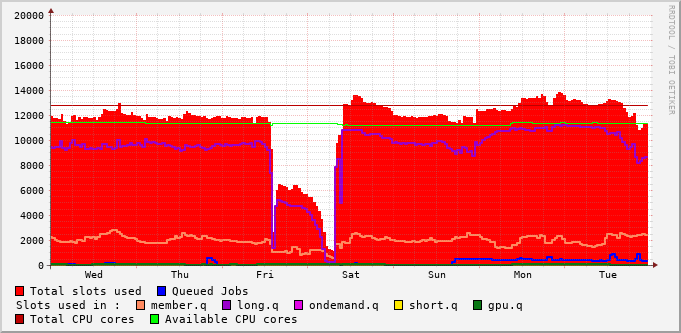 20000
18000
16000
14000
12000
10000
8000
6000
4000
2000
0
Wed Thu Fri Sat Sun Mon Tue
Total slots used Queued Jobs
Slots used in : member.q long.q ondemand.q short.q gpu.q
Total CPU cores Available CPU cores
RRDTOOL / TOBI OETIKER